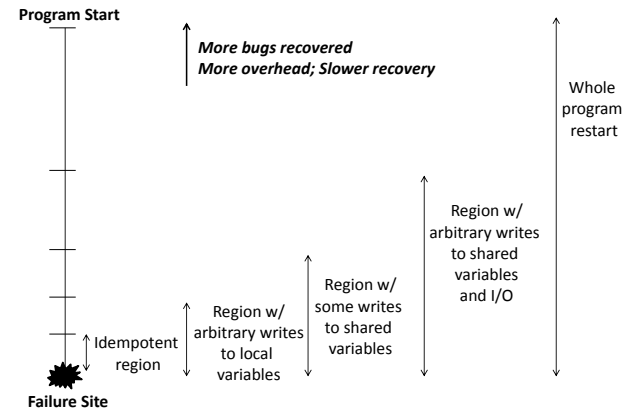 Program Start
More bugs recovered
More overhead; Slower recovery
Whole
program
restart
Region w/
arbitrary writes
to shared
variables
and I/O
Region w/
some writes
to shared
variables
Region w/
arbitrary writes
to local
variables
Idempotent
region
Failure Site